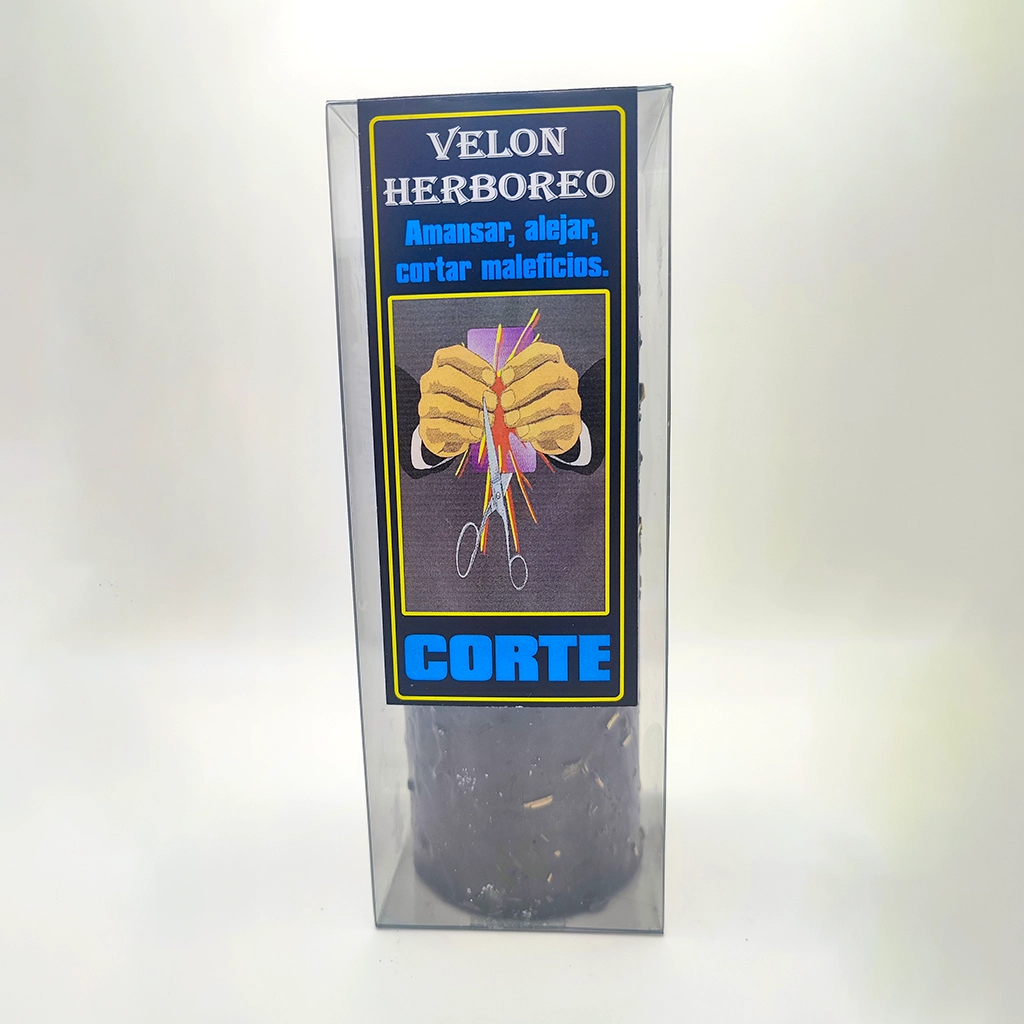 VELON
HERBOREO
Amansar, alejar,
cortar maleficios.
CORTE